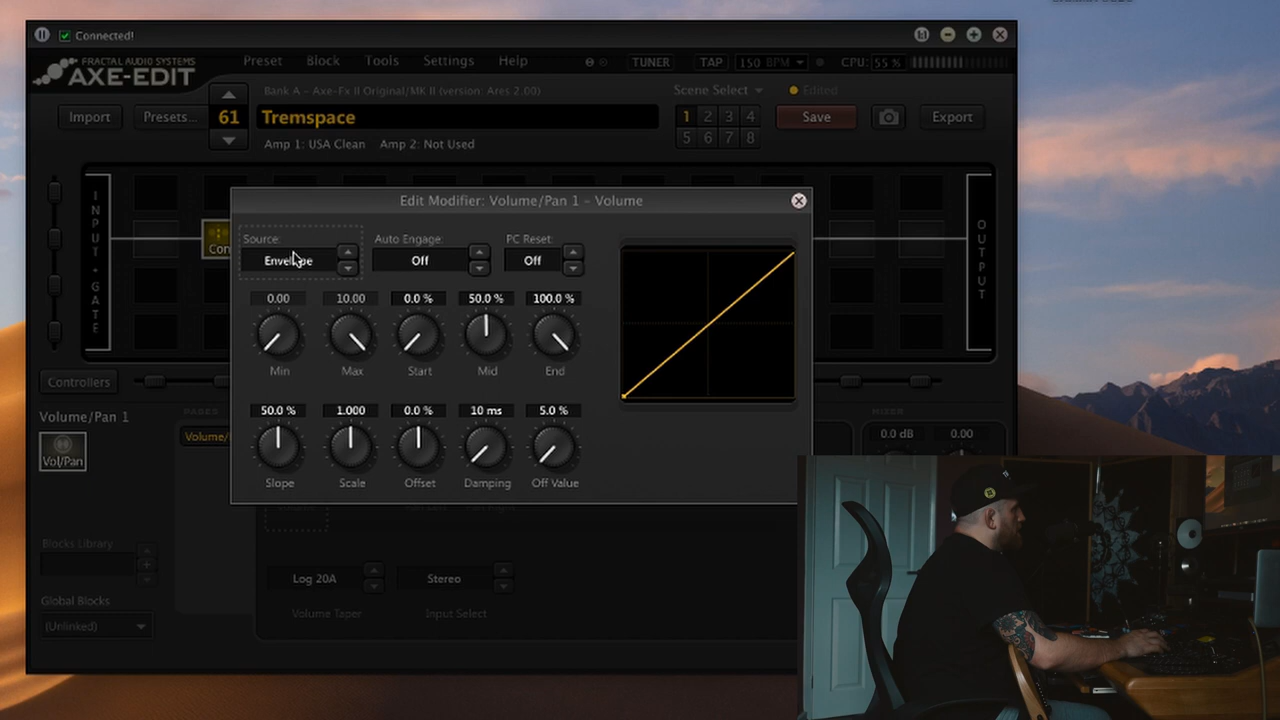 Connected!
FRACTAL AUDIO SYSTEMS
AXE-EDIT
Preset Block Tools Settings Help
TUNER
TAP
150 BPM
CPU: 55 %
Bank A – Axe-Fx II Original/MK II (version: Ares 2.00)
Scene Select
Edited
Import
Presets...
61
Tremspace
1 2 3 4
5 6 7 8
Save
Export
Amp 1: USA Clean Amp 2: Not Used
INPUT • GATE
OUTPUT
Con
Edit Modifier: Volume/Pan 1 – Volume
Source:
Auto Engage:
PC Reset:
Envelope
Off
Off
0.00 10.00 0.0 % 50.0 % 100.0 %
Min Max Start Mid End
50.0 % 1.000 0.0 % 10 ms 5.0 %
Slope Scale Offset Damping Off Value
Controllers
Volume/Pan 1
PAGES
MIXER
Vol/Pan
Volume/
0.0 dB 0.00
Blocks Library
Global Blocks
(Unlinked)
Log 20A
Stereo
Volume Taper
Input Select